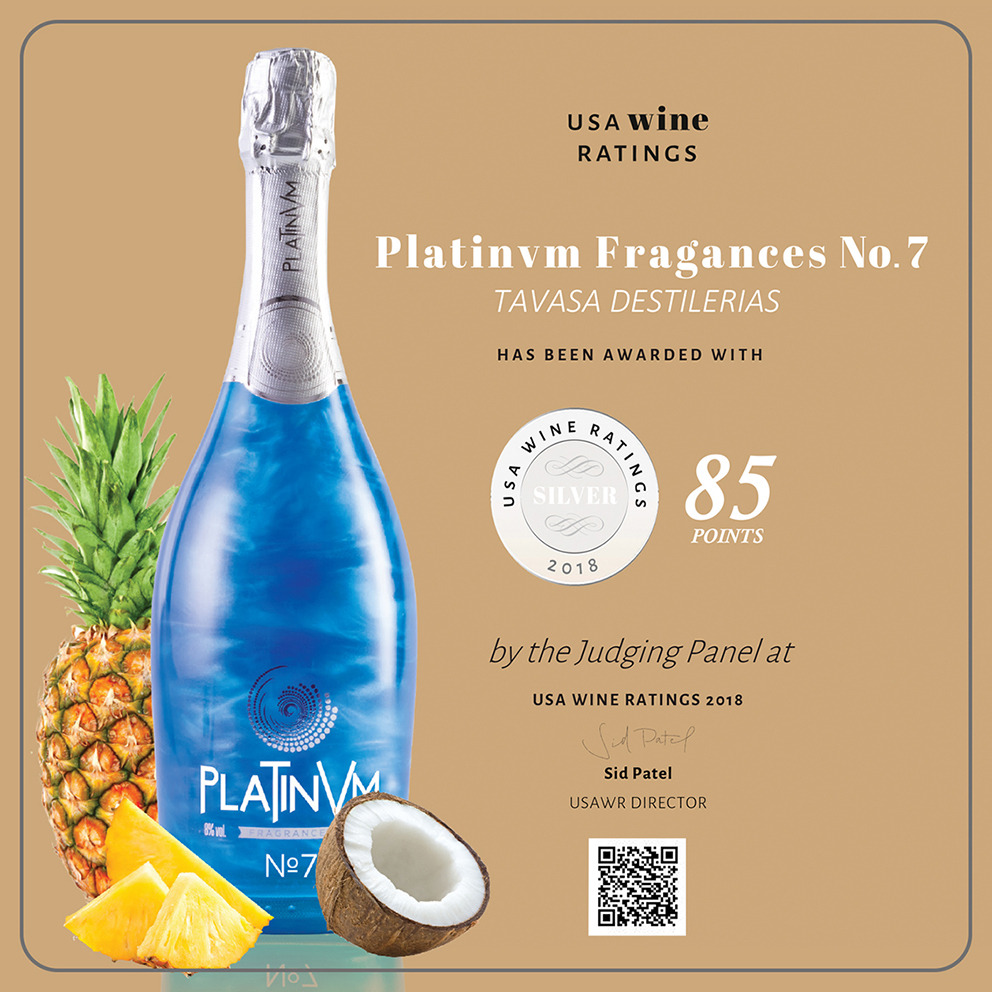 USA wine
RATINGS
Platinvm Fragances No.7
TAVASA DESTILERIAS
HAS BEEN AWARDED WITH
USA WINE RATINGS
SILVER
2018
85
POINTS
by the Judging Panel at
USA WINE RATINGS 2018
Sid Patel
Sid Patel
USAWR DIRECTOR
PLATINVM
PLATINVM
8% vol.
FRAGRANCE
Nº7
Nº7